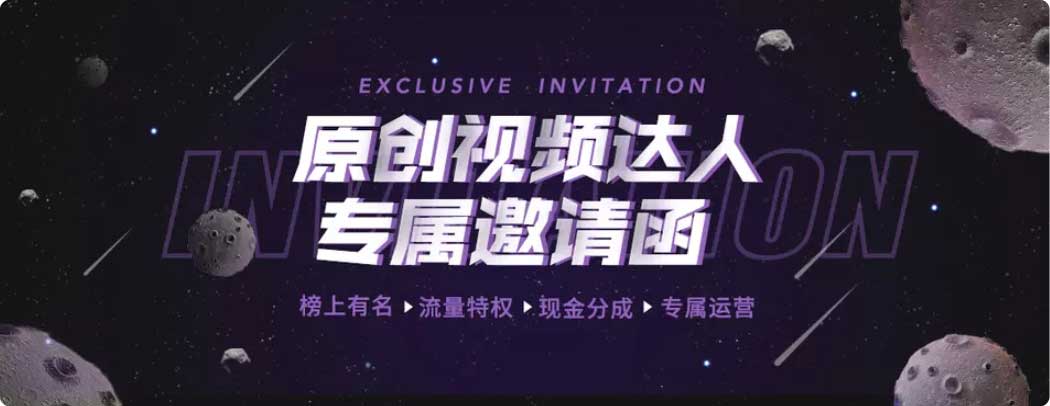 EXCLUSIVE INVITATION
INVITATION
原创视频达人
专属邀请函
榜上有名 ▸ 流量特权 ▸ 现金分成 ▸ 专属运营